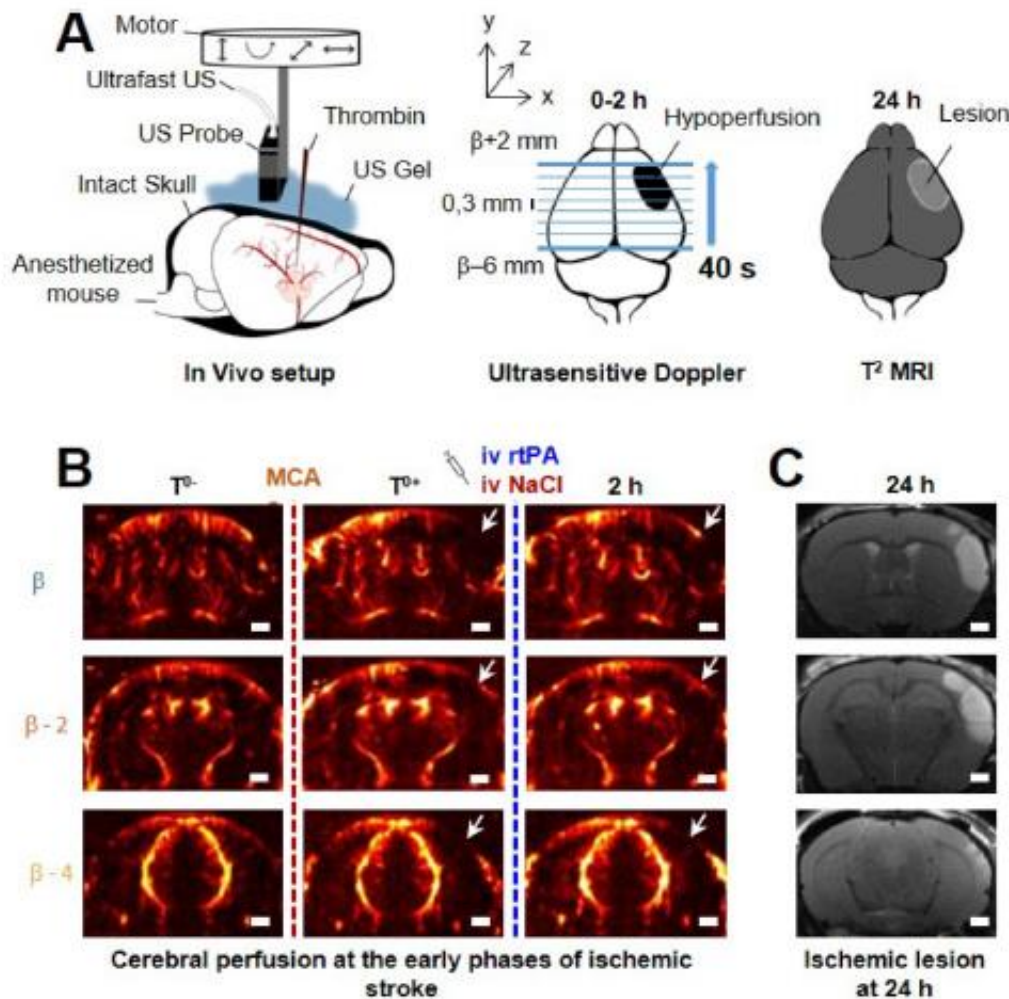 A
Motor
Ultrafast US
US Probe
Intact Skull
Anesthetized
mouse
Thrombin
US Gel
In Vivo setup
y
z
x
0-2 h
Hypoperfusion
β+2 mm
0,3 mm
β–6 mm
40 s
Ultrasensitive Doppler
24 h
Lesion
T² MRI
B
T⁰⁻
MCA
T⁰⁺
iv rtPA
iv NaCl
2 h
β
β - 2
β - 4
Cerebral perfusion at the early phases of ischemic
stroke
C
24 h
Ischemic lesion
at 24 h